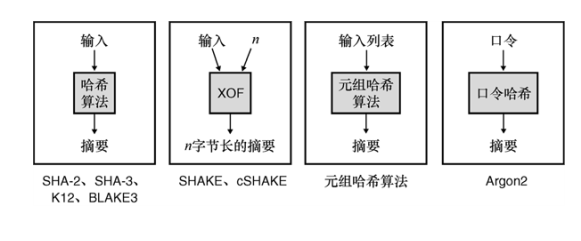 输入
哈希
算法
摘要
SHA-2、SHA-3、
K12、BLAKE3
输入 n
XOF
n字节长的摘要
SHAKE、cSHAKE
输入列表
元组哈希
算法
摘要
元组哈希算法
口令
口令哈希
摘要
Argon2